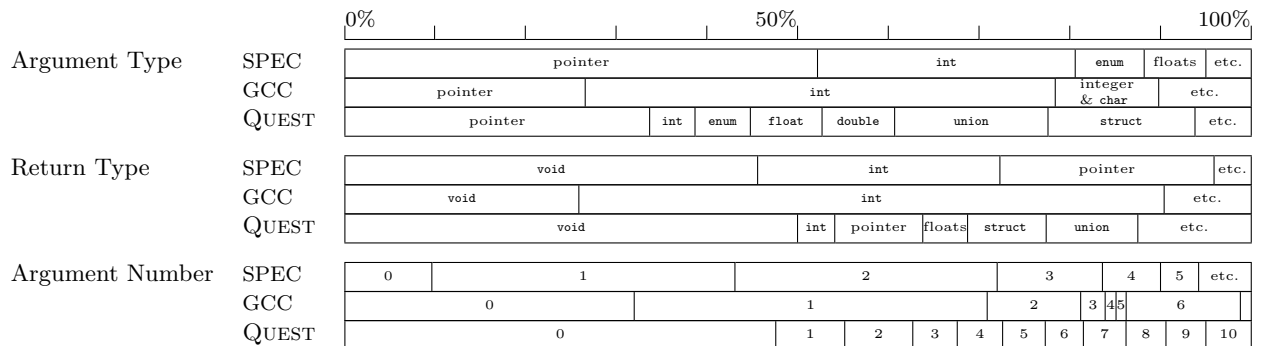 0% 50% 100%
Argument Type SPEC pointer int enum floats etc.
GCC pointer int integer & char etc.
QUEST pointer int enum float double union struct etc.
Return Type SPEC void int pointer etc.
GCC void int etc.
QUEST void int pointer floats struct union etc.
Argument Number SPEC 0 1 2 3 4 5 etc.
GCC 0 1 2 3 4 5 6
QUEST 0 1 2 3 4 5 6 7 8 9 10